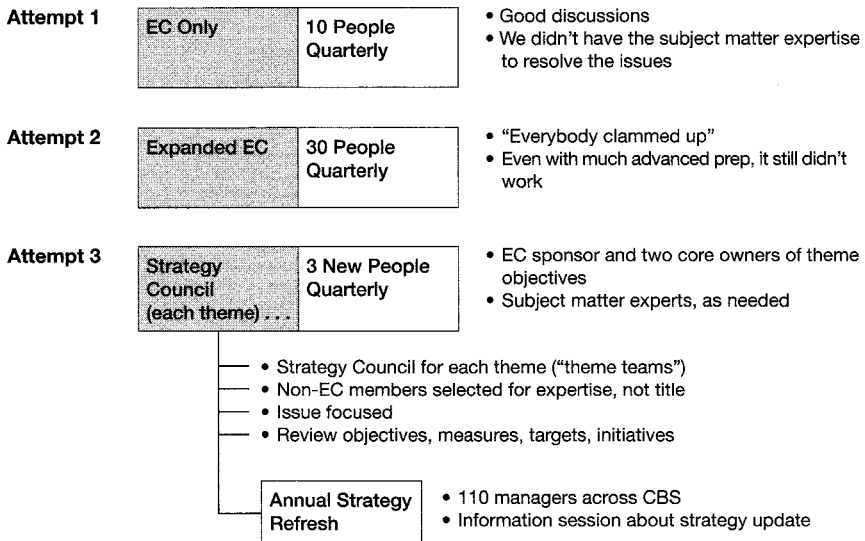 Attempt 1
EC Only
10 People
Quarterly
• Good discussions
• We didn't have the subject matter expertise
to resolve the issues
Attempt 2
Expanded EC
30 People
Quarterly
• “Everybody clammed up”
• Even with much advanced prep, it still didn't
work
Attempt 3
Strategy
Council
(each theme) . . .
3 New People
Quarterly
• EC sponsor and two core owners of theme
objectives
• Subject matter experts, as needed
• Strategy Council for each theme (“theme teams”)
• Non-EC members selected for expertise, not title
• Issue focused
• Review objectives, measures, targets, initiatives
Annual Strategy
Refresh
• 110 managers across CBS
• Information session about strategy update